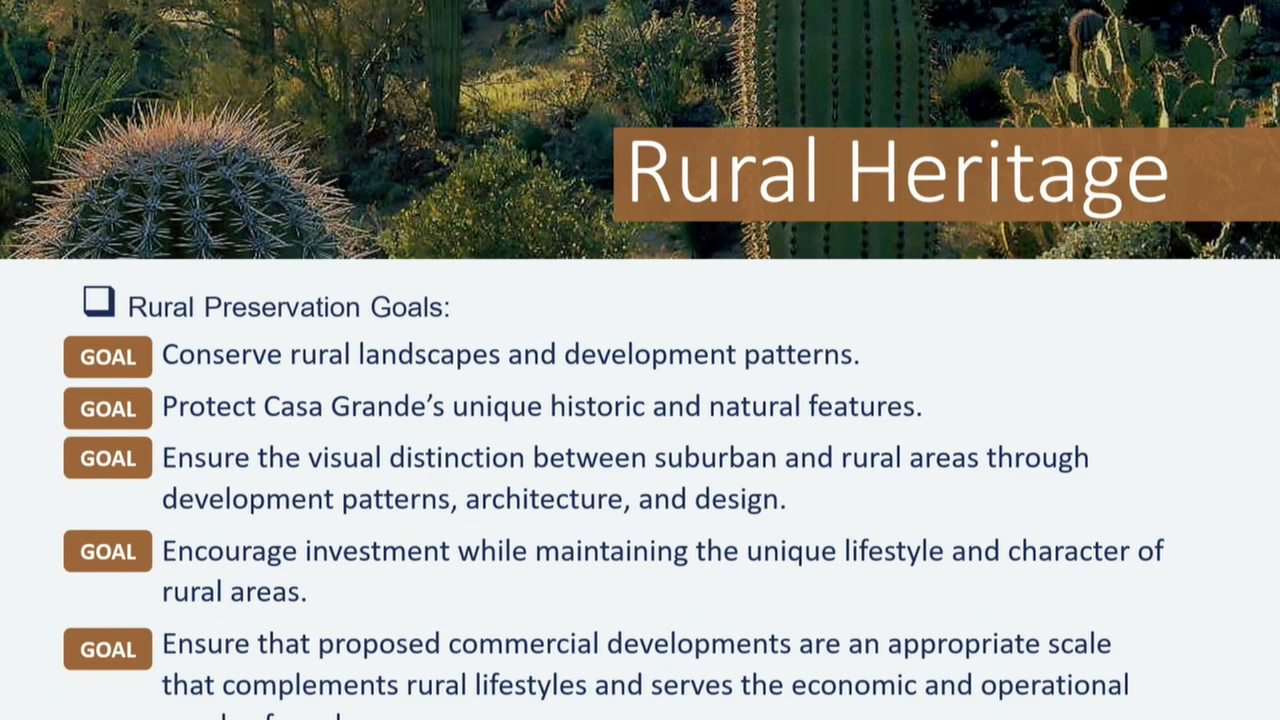 Rural Heritage
❑ Rural Preservation Goals:
GOAL Conserve rural landscapes and development patterns.
GOAL Protect Casa Grande’s unique historic and natural features.
GOAL Ensure the visual distinction between suburban and rural areas through
development patterns, architecture, and design.
GOAL Encourage investment while maintaining the unique lifestyle and character of
rural areas.
GOAL Ensure that proposed commercial developments are an appropriate scale
that complements rural lifestyles and serves the economic and operational